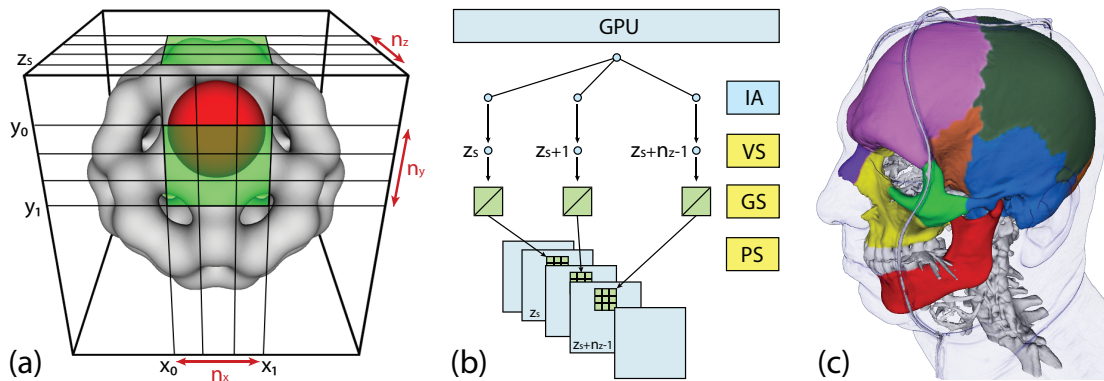 n_z
z_s
y_0
n_y
y_1
x_0
n_x
x_1
(a)
GPU
IA
z_s
z_s+1
z_s+n_z-1
VS
GS
PS
z_s
z_s+n_z-1
(b)
(c)